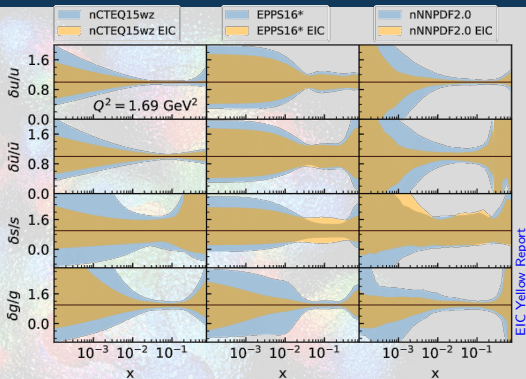 nCTEQ15wz
nCTEQ15wz EIC
EPPS16*
EPPS16* EIC
nNNPDF2.0
nNNPDF2.0 EIC
δu/u
1.6
0.8
0.0
Q² = 1.69 GeV²
δū/ū
1.6
0.8
0.0
δs/s
1.6
0.0
δg/g
1.6
0.0
10⁻³ 10⁻² 10⁻¹
10⁻³ 10⁻² 10⁻¹
10⁻³ 10⁻² 10⁻¹
x
x
x
EIC Yellow Report